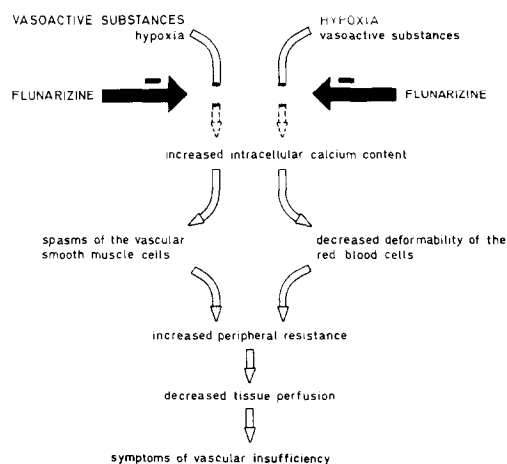 VASOACTIVE SUBSTANCES
hypoxia
HYPOXIA
vasoactive substances
FLUNARIZINE
FLUNARIZINE
increased intracellular calcium content
spasms of the vascular
smooth muscle cells
decreased deformability of the
red blood cells
increased peripheral resistance
decreased tissue perfusion
symptoms of vascular insufficiency